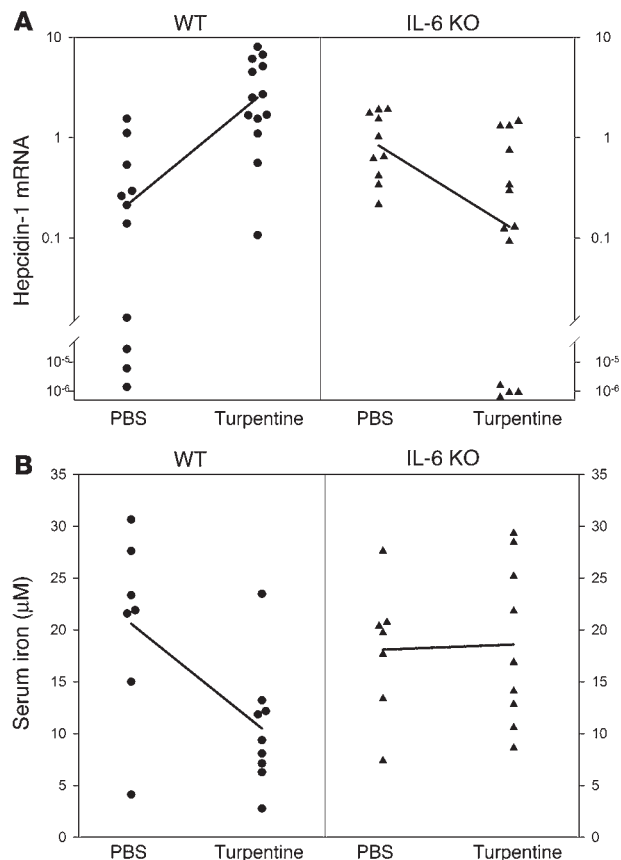 A
WT
IL-6 KO
Hepcidin-1 mRNA
10
1
0.1
10⁻⁵
10⁻⁶
10
1
0.1
10⁻⁵
10⁻⁶
PBS
Turpentine
PBS
Turpentine
B
WT
IL-6 KO
Serum iron (μM)
35
30
25
20
15
10
5
0
35
30
25
20
15
10
5
0
PBS
Turpentine
PBS
Turpentine